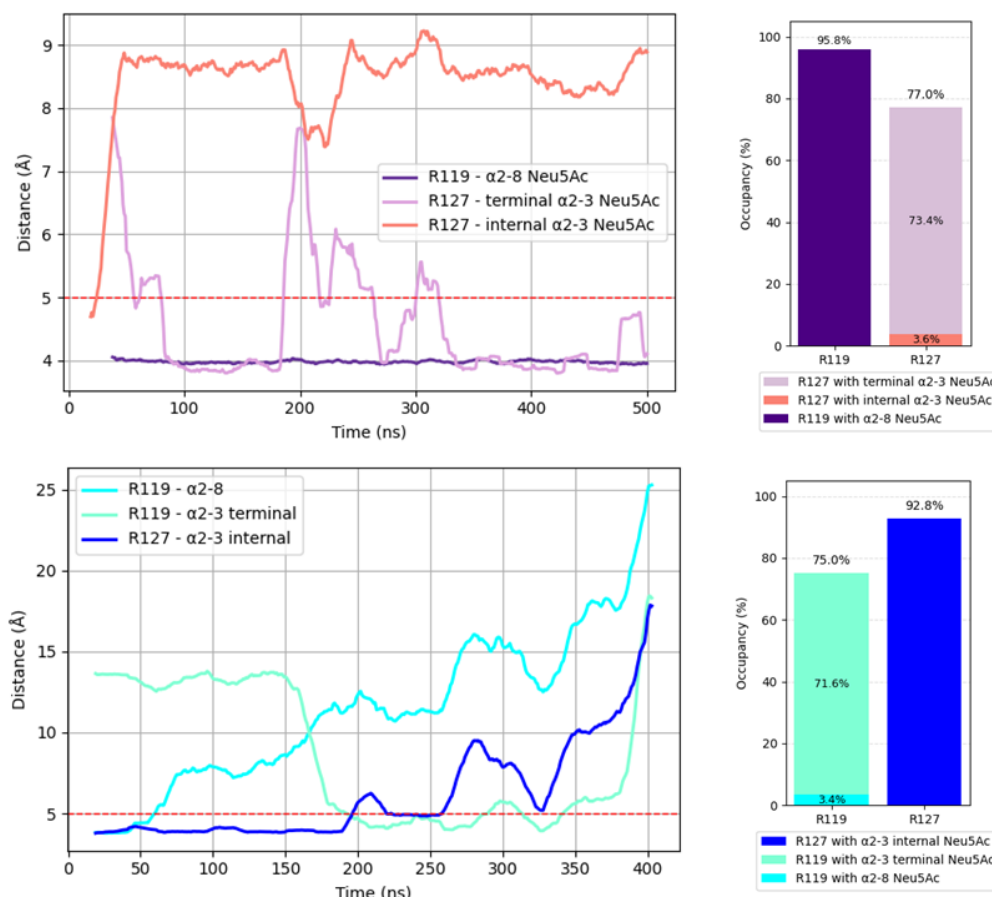 9
8
7
6
5
4
Distance (Å)
R119 - α2-8 Neu5Ac
R127 - terminal α2-3 Neu5Ac
R127 - internal α2-3 Neu5Ac
0 100 200 300 400 500
Time (ns)
100
80
60
40
20
0
Occupancy (%)
95.8%
77.0%
73.4%
3.6%
R119 R127
R127 with terminal α2-3 Neu5Ac
R127 with internal α2-3 Neu5Ac
R119 with α2-8 Neu5Ac
25
20
15
10
5
Distance (Å)
R119 - α2-8
R119 - α2-3 terminal
R127 - α2-3 internal
0 50 100 150 200 250 300 350 400
Time (ns)
100
80
60
40
20
0
Occupancy (%)
92.8%
75.0%
71.6%
3.4%
R119 R127
R127 with α2-3 internal Neu5Ac
R119 with α2-3 terminal Neu5Ac
R119 with α2-8 Neu5Ac